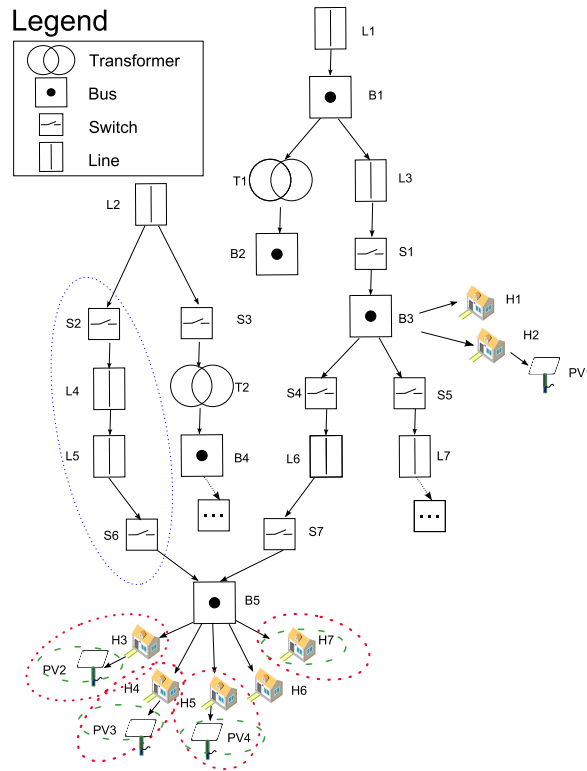 Legend
Transformer
Bus
Switch
Line
L1
B1
T1
L3
L2
B2
S1
S2
S3
B3
H1
H2
PV
L4
T2
S4
S5
L5
B4
L6
L7
...
...
S6
S7
B5
H3
H7
PV2
H4
H5
H6
PV3
PV4